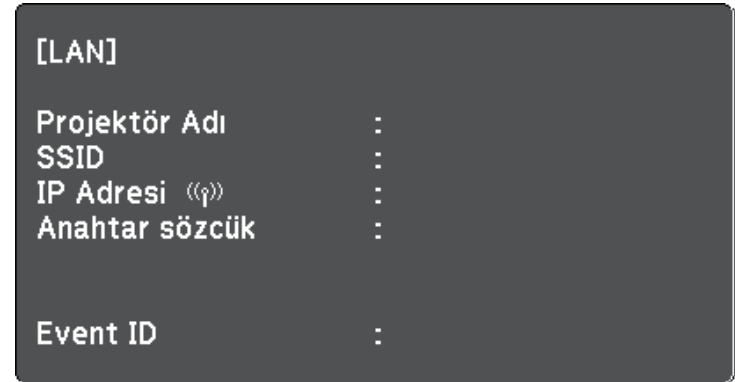 [LAN]
Projektör Adı :
SSID :
IP Adresi :
Anahtar sözcük :
Event ID :